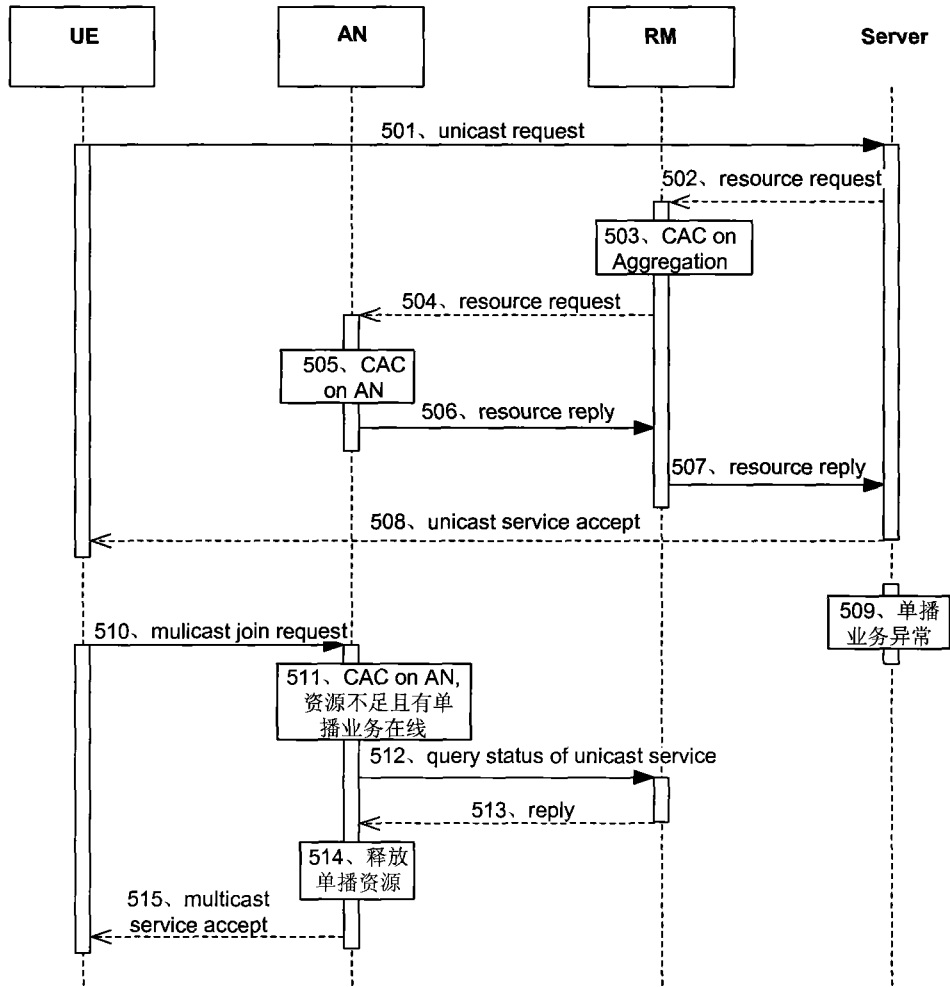 UE
AN
RM
Server
501、unicast request
502、resource request
503、CAC on
Aggregation
504、resource request
505、CAC
on AN
506、resource reply
507、resource reply
508、unicast service accept
509、单播
业务异常
510、mulicast join request
511、CAC on AN,
资源不足且有单
播业务在线
512、query status of unicast service
513、reply
514、释放
单播资源
515、multicast
service accept